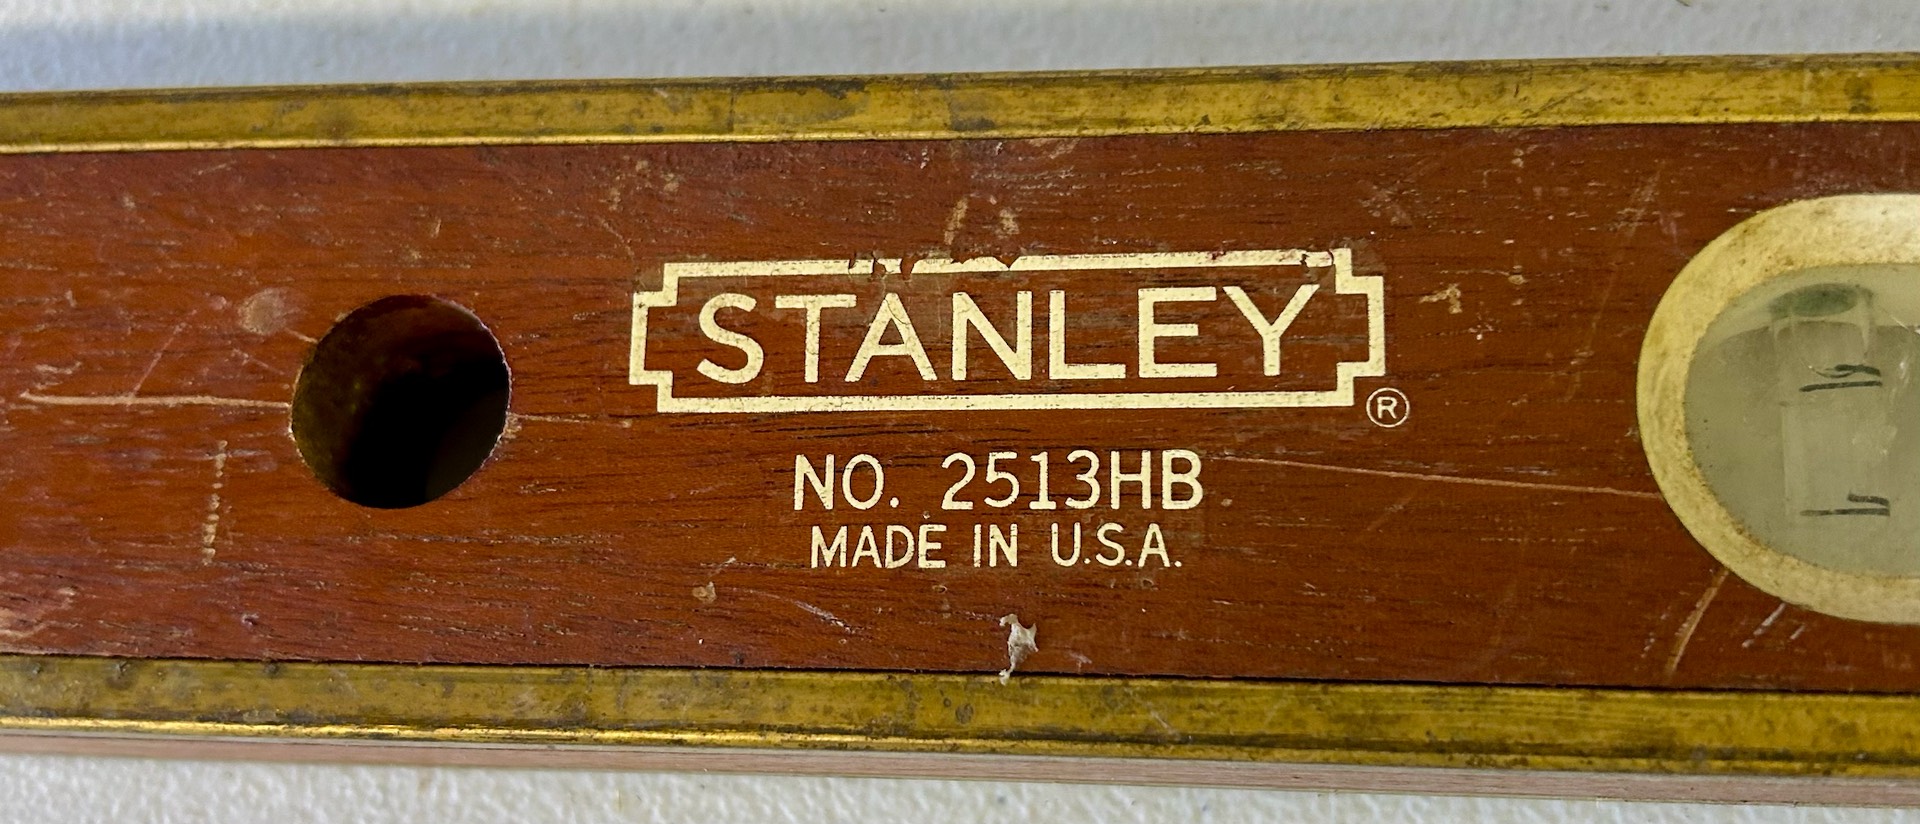 STANLEY
®
NO. 2513HB
MADE IN U.S.A.